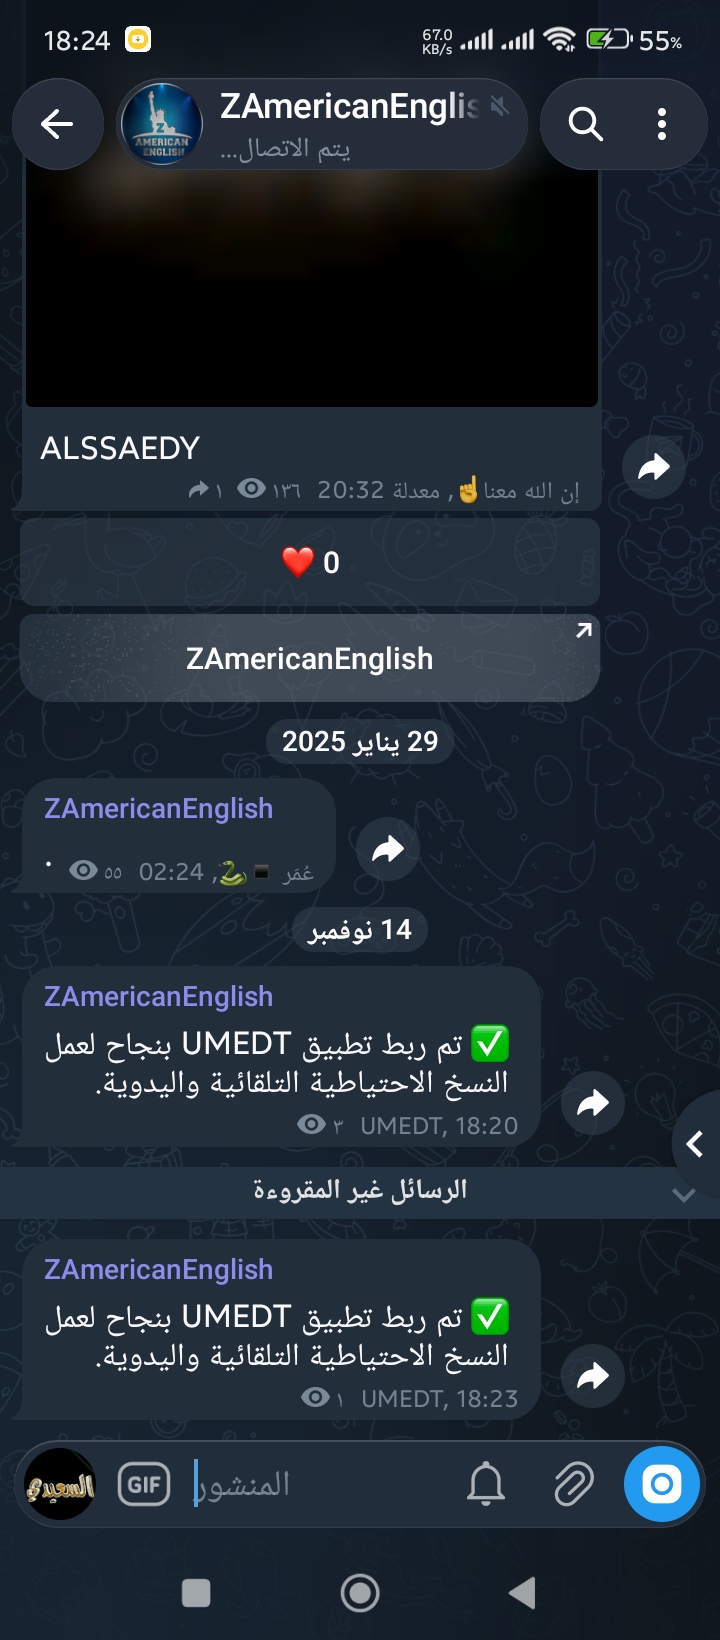 18:24
67.0
KB/s
55%
ZAmericanEnglis
يتم الاتصال...
AMERICAN
ENGLISH
ALSSAEDY
إن الله معنا☝️, معدلة 20:32 ١٣٦ ١
❤️ 0
ZAmericanEnglish
29 يناير 2025
ZAmericanEnglish
.
عُمَر ▪️🐍, 02:24 ٥٥
14 نوفمبر
ZAmericanEnglish
✅ تم ربط تطبيق UMEDT بنجاح لعمل
النسخ الاحتياطية التلقائية واليدوية.
٣ UMEDT, 18:20
الرسائل غير المقروءة
ZAmericanEnglish
✅ تم ربط تطبيق UMEDT بنجاح لعمل
النسخ الاحتياطية التلقائية واليدوية.
١ UMEDT, 18:23
السعيدي
GIF
المنشور